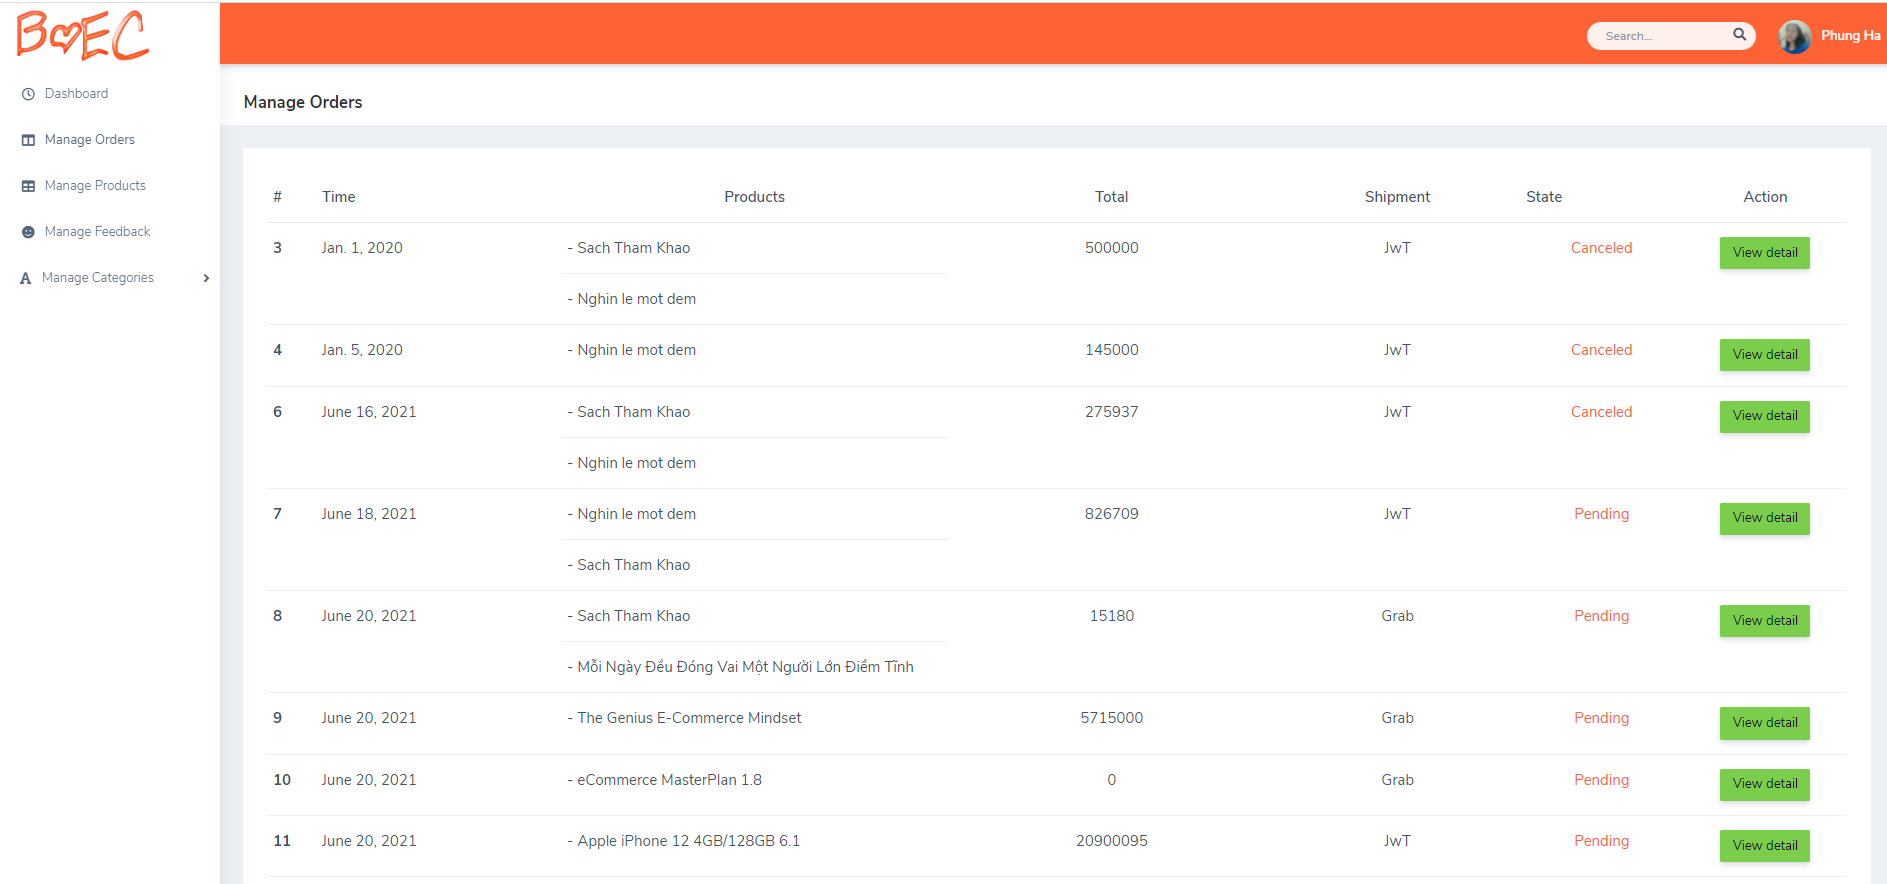 BoEC
Search...
Phung Ha
Dashboard
Manage Orders
Manage Products
Manage Feedback
Manage Categories
Manage Orders
# Time Products Total Shipment State Action
3 Jan. 1, 2020 - Sach Tham Khao 500000 JwT Canceled View detail
- Nghin le mot dem
4 Jan. 5, 2020 - Nghin le mot dem 145000 JwT Canceled View detail
6 June 16, 2021 - Sach Tham Khao 275937 JwT Canceled View detail
- Nghin le mot dem
7 June 18, 2021 - Nghin le mot dem 826709 JwT Pending View detail
- Sach Tham Khao
8 June 20, 2021 - Sach Tham Khao 15180 Grab Pending View detail
- Mỗi Ngày Đều Đóng Vai Một Người Lớn Điềm Tĩnh
9 June 20, 2021 - The Genius E-Commerce Mindset 5715000 Grab Pending View detail
10 June 20, 2021 - eCommerce MasterPlan 1.8 0 Grab Pending View detail
11 June 20, 2021 - Apple iPhone 12 4GB/128GB 6.1 20900095 JwT Pending View detail